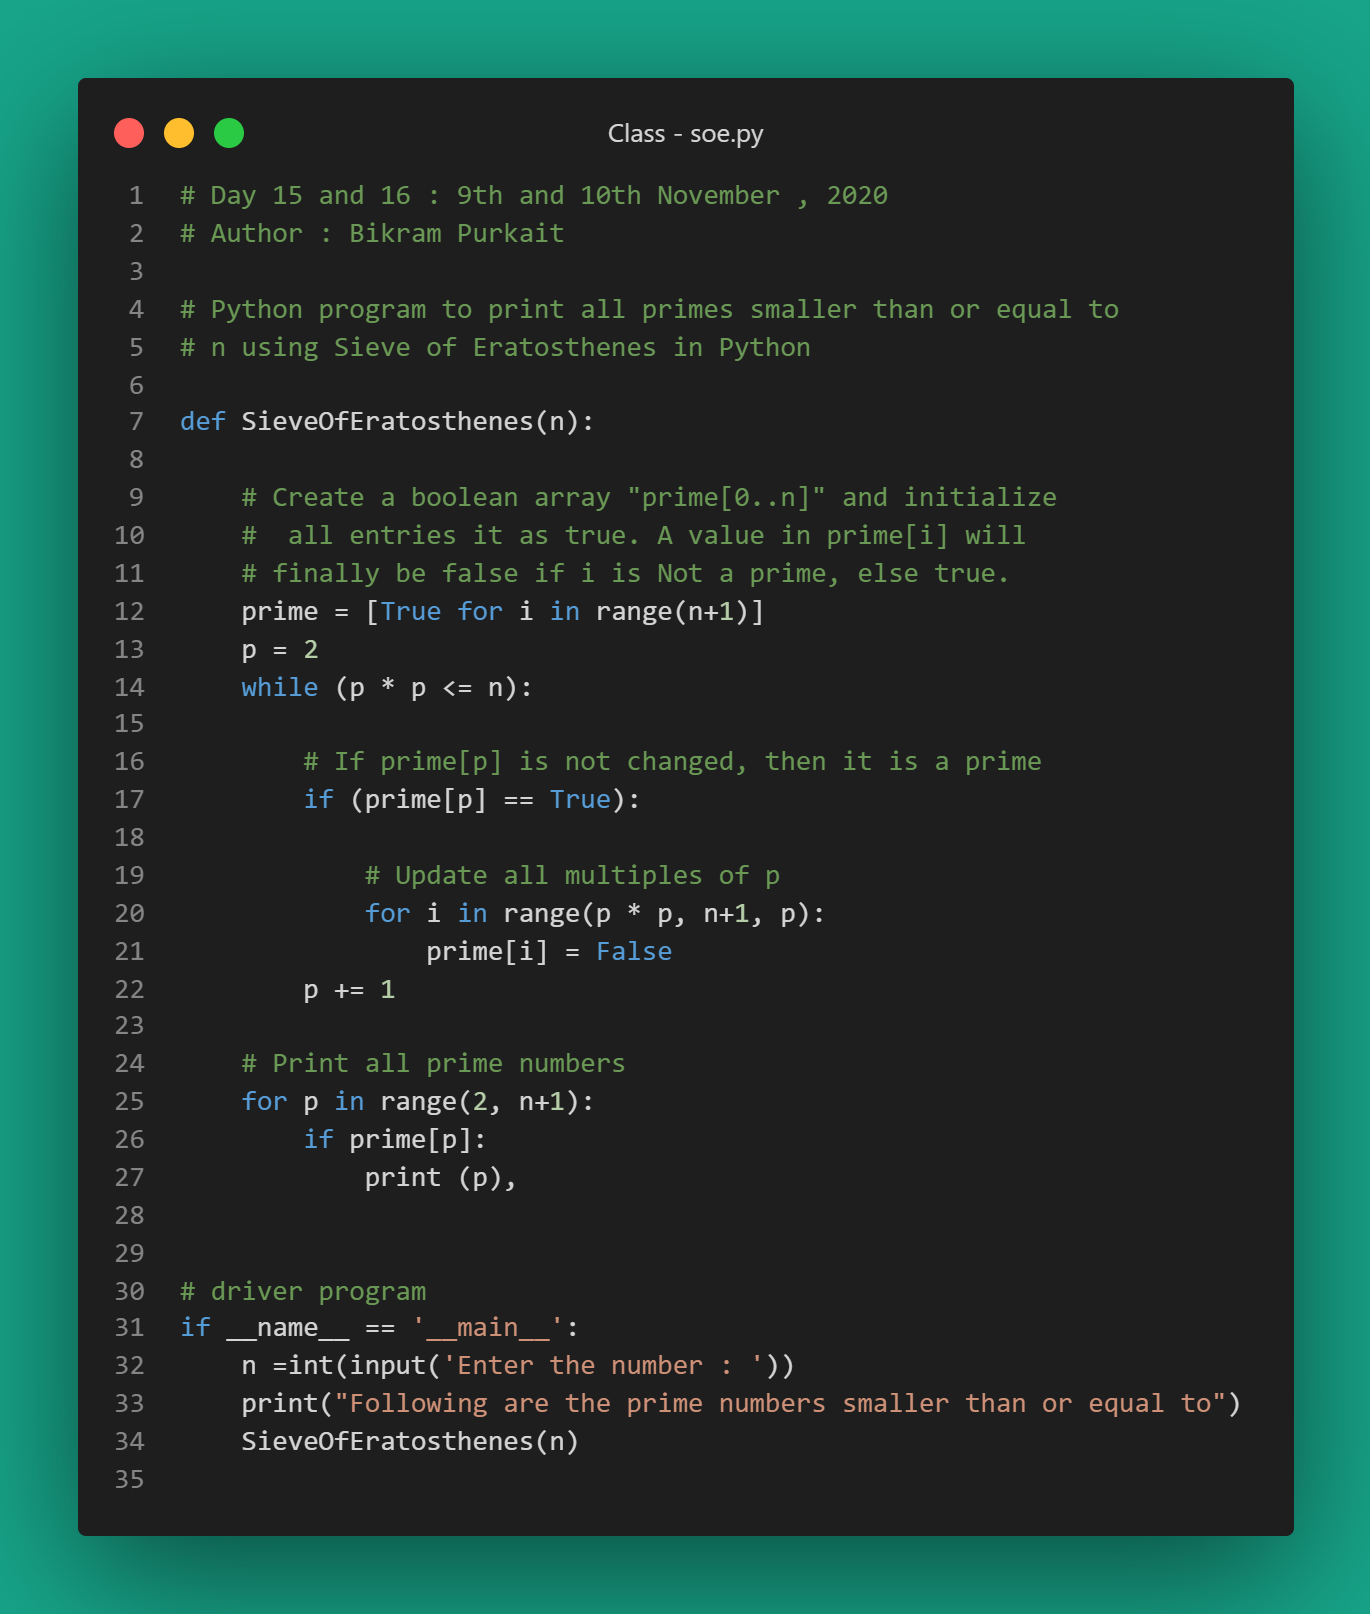 Class - soe.py
1 # Day 15 and 16 : 9th and 10th November , 2020
2 # Author : Bikram Purkait
3
4 # Python program to print all primes smaller than or equal to
5 # n using Sieve of Eratosthenes in Python
6
7 def SieveOfEratosthenes(n):
8
9     # Create a boolean array "prime[0..n]" and initialize
10     #  all entries it as true. A value in prime[i] will
11     # finally be false if i is Not a prime, else true.
12     prime = [True for i in range(n+1)]
13     p = 2
14     while (p * p <= n):
15
16         # If prime[p] is not changed, then it is a prime
17         if (prime[p] == True):
18
19             # Update all multiples of p
20             for i in range(p * p, n+1, p):
21                 prime[i] = False
22         p += 1
23
24     # Print all prime numbers
25     for p in range(2, n+1):
26         if prime[p]:
27             print (p),
28
29
30 # driver program
31 if __name__ == '__main__':
32     n =int(input('Enter the number : '))
33     print("Following are the prime numbers smaller than or equal to")
34     SieveOfEratosthenes(n)
35